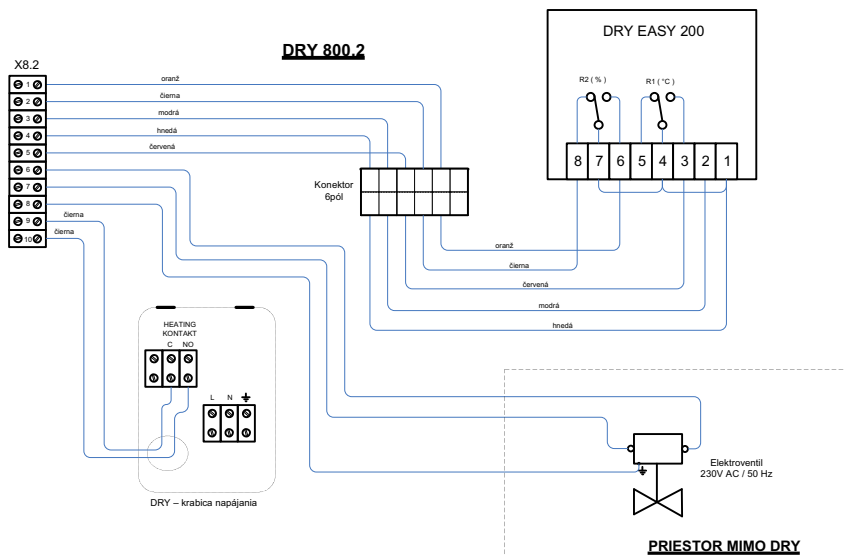 DRY 800.2
DRY EASY 200
X8.2
R2 ( % )
R1 ( °C )
1
2
3
4
5
6
7
8
9
10
oranž
čierna
modrá
hnedá
červená
čierna
čierna
8 7 6 5 4 3 2 1
Konektor
6pól
oranž
čierna
červená
modrá
hnedá
HEATING
KONTAKT
C NO
L N
DRY – krabica napájania
Elektroventil
230V AC / 50 Hz
PRIESTOR MIMO DRY